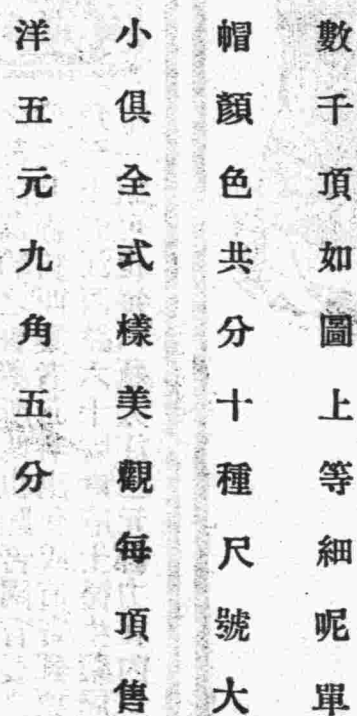 數千頂如圖上等細呢單
帽顏色共分十種尺號大
小俱全式樣美觀每項售
洋五元九角五分